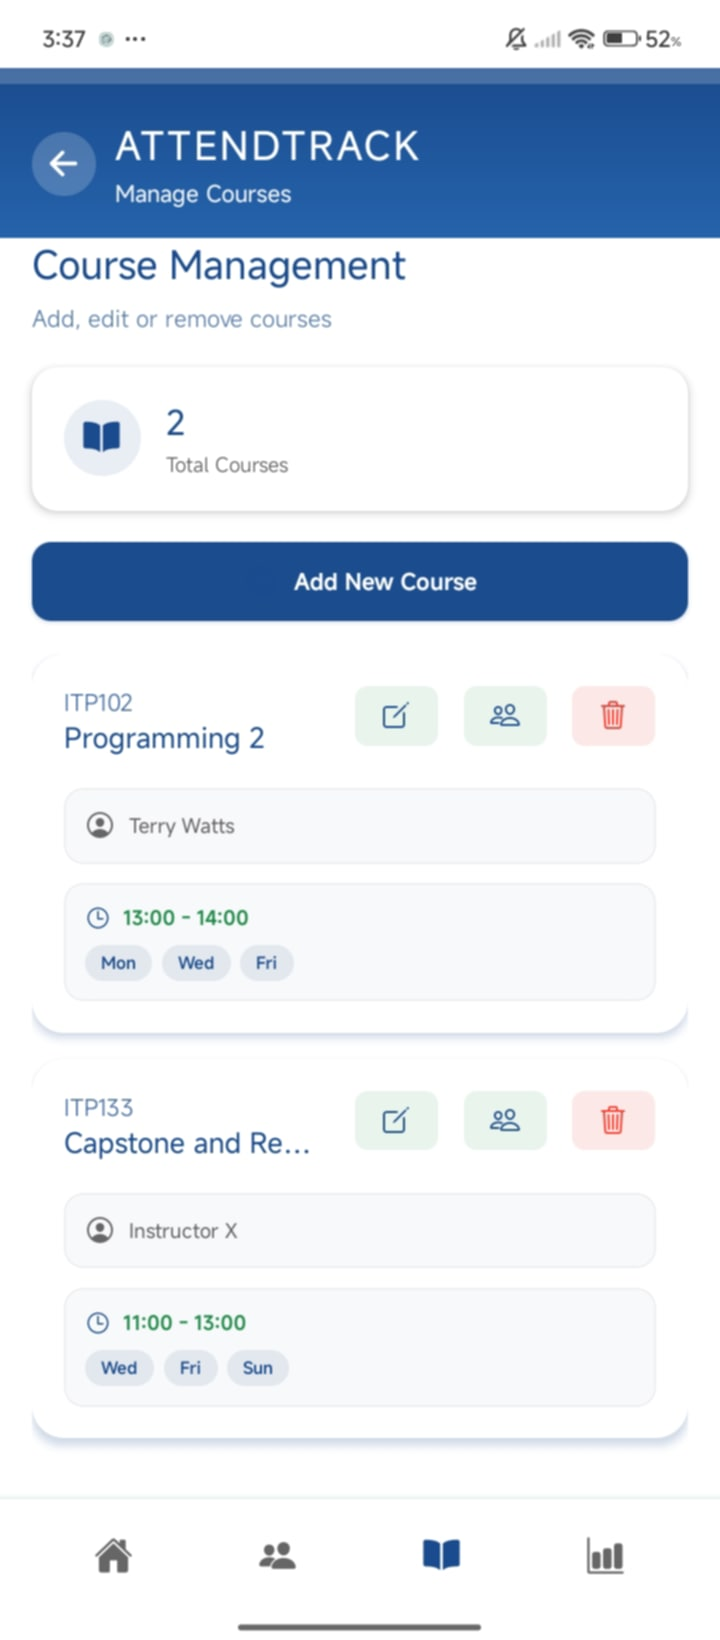 3:37
52%
ATTENDTRACK
Manage Courses
Course Management
Add, edit or remove courses
2
Total Courses
Add New Course
ITP102
Programming 2
Terry Watts
13:00 - 14:00
Mon Wed Fri
ITP133
Capstone and Re...
Instructor X
11:00 - 13:00
Wed Fri Sun